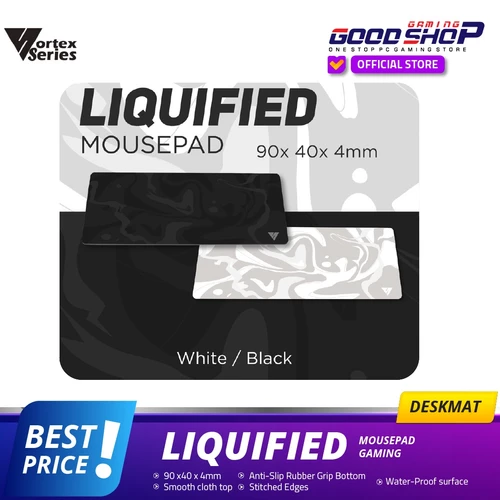 Vortex
Series
GAMING
GOODSHOP
ONE STOP PC GAMING STORE
OFFICIAL STORE
LIQUIFIED
MOUSEPAD
90x 40x 4mm
White / Black
DESKMAT
BEST
PRICE!
LIQUIFIED
MOUSEPAD
GAMING
90 x40 x 4mm
Anti-Slip Rubber Grip Bottom
Smooth cloth top
Stitched Edges
Water-Proof surface